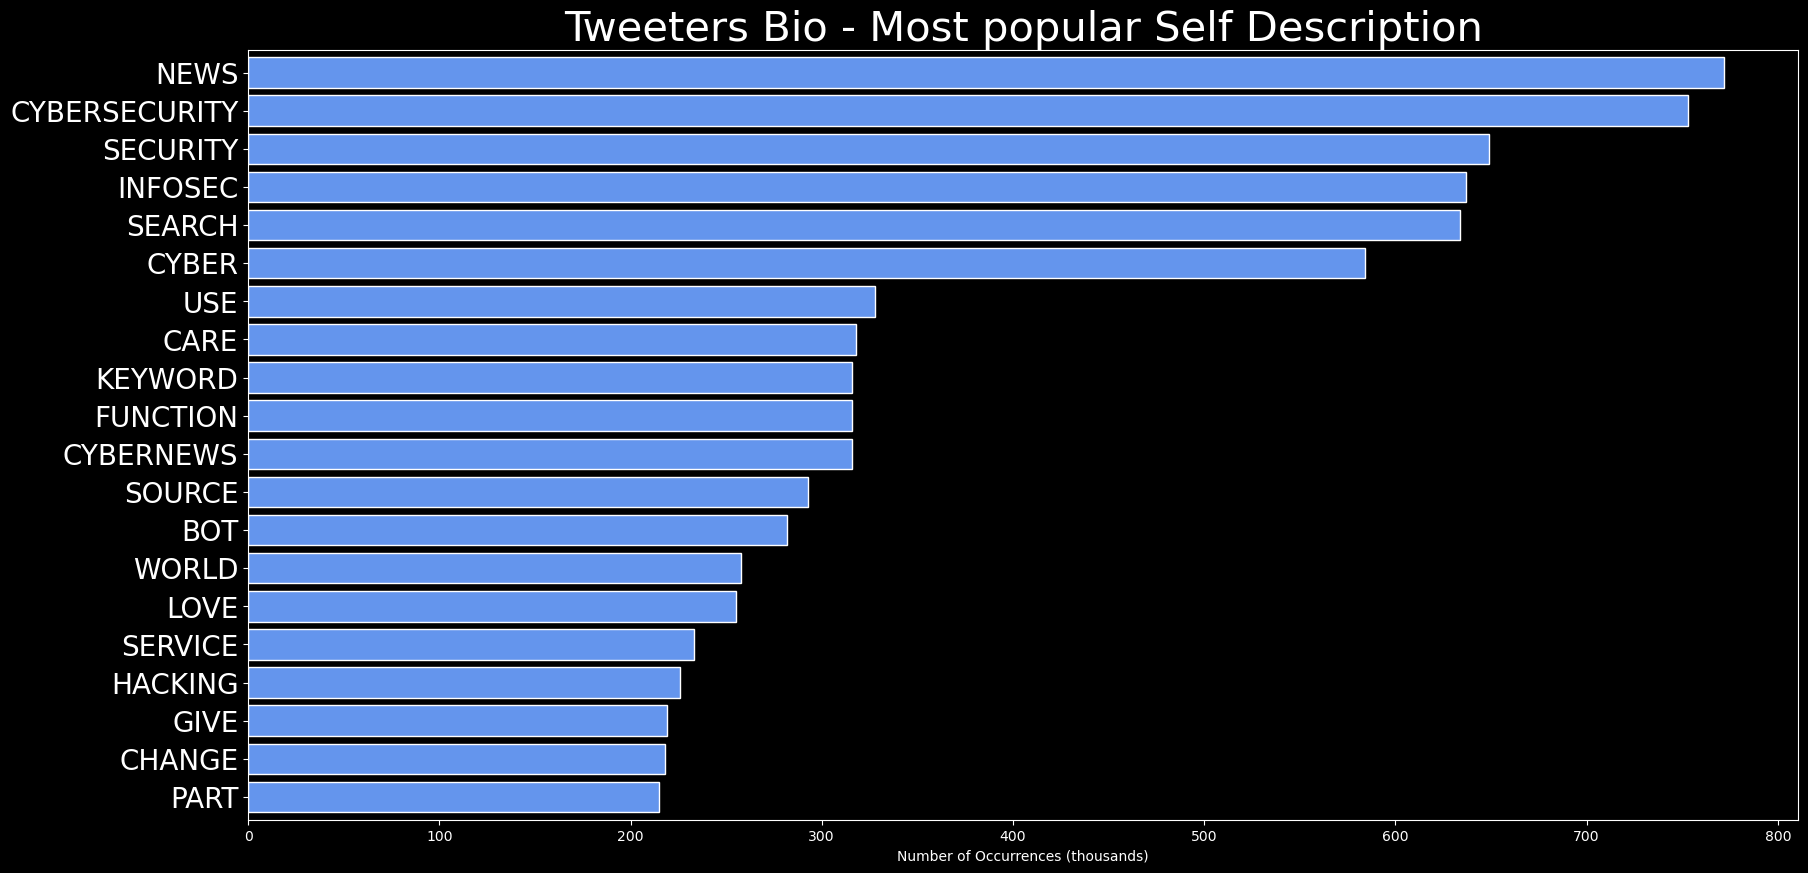 Tweeters Bio - Most popular Self Description
NEWS
CYBERSECURITY
SECURITY
INFOSEC
SEARCH
CYBER
USE
CARE
KEYWORD
FUNCTION
CYBERNEWS
SOURCE
BOT
WORLD
LOVE
SERVICE
HACKING
GIVE
CHANGE
PART
0 100 200 300 400 500 600 700 800
Number of Occurrences (thousands)